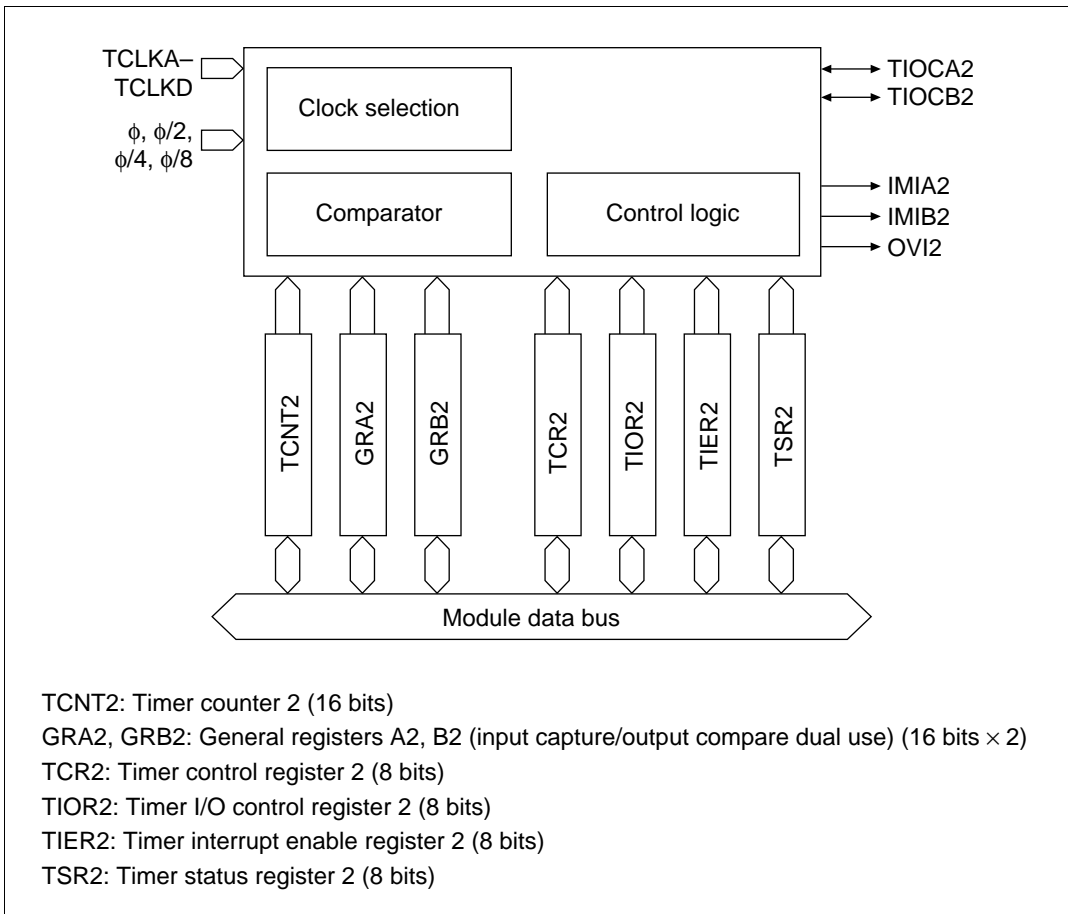 TCLKA–
TCLKD
ϕ, ϕ/2,
ϕ/4, ϕ/8
Clock selection
Comparator
Control logic
TIOCA2
TIOCB2
IMIA2
IMIB2
OVI2
TCNT2
GRA2
GRB2
TCR2
TIOR2
TIER2
TSR2
Module data bus
TCNT2: Timer counter 2 (16 bits)
GRA2, GRB2: General registers A2, B2 (input capture/output compare dual use) (16 bits × 2)
TCR2: Timer control register 2 (8 bits)
TIOR2: Timer I/O control register 2 (8 bits)
TIER2: Timer interrupt enable register 2 (8 bits)
TSR2: Timer status register 2 (8 bits)